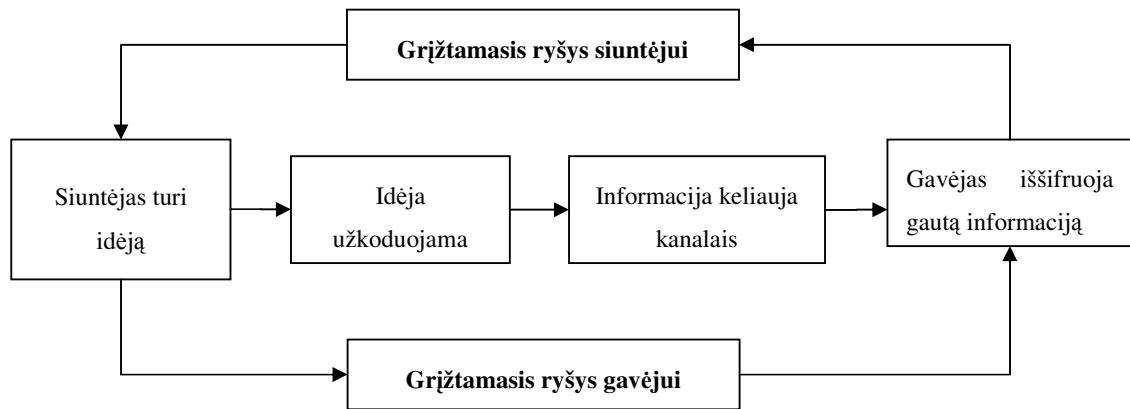 Grįžtamasis ryšys siuntėjui
Siuntėjas turi
idėją
Idėja
užkoduojama
Informacija keliauja
kanalais
Gavėjas iššifruoja
gautą informaciją
Grįžtamasis ryšys gavėjui